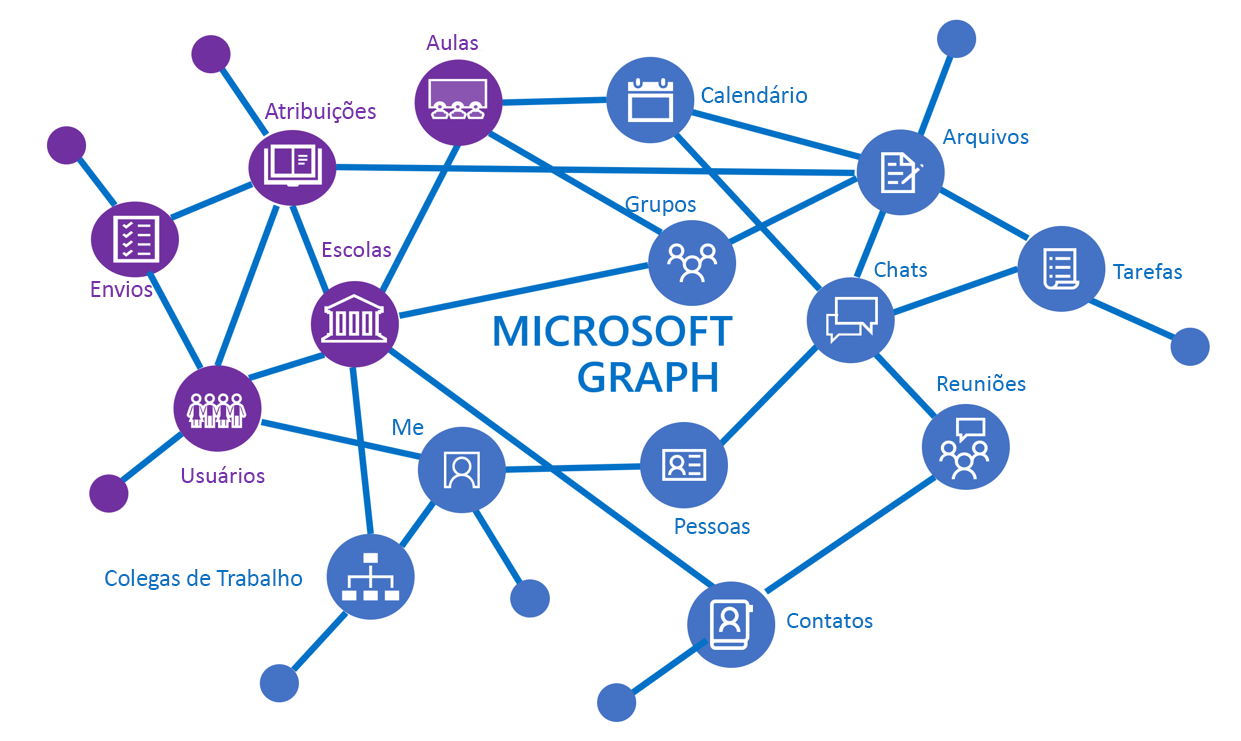 Aulas
Calendário
Atribuições
Arquivos
Grupos
Escolas
Chats
Tarefas
Envios
MICROSOFT
GRAPH
Reuniões
Me
Usuários
Pessoas
Colegas de Trabalho
Contatos